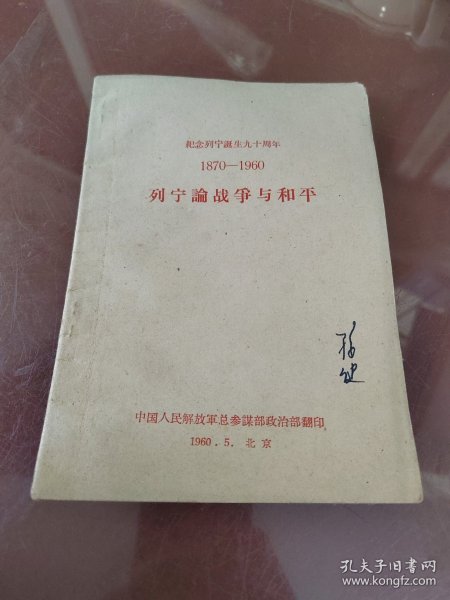 紀念列宁誕生九十周年
1870—1960
列宁論战爭与和平
中国人民解放軍总参謀部政治部翻印
1960．5．北京
孔夫子旧书网
www.kongfz.com